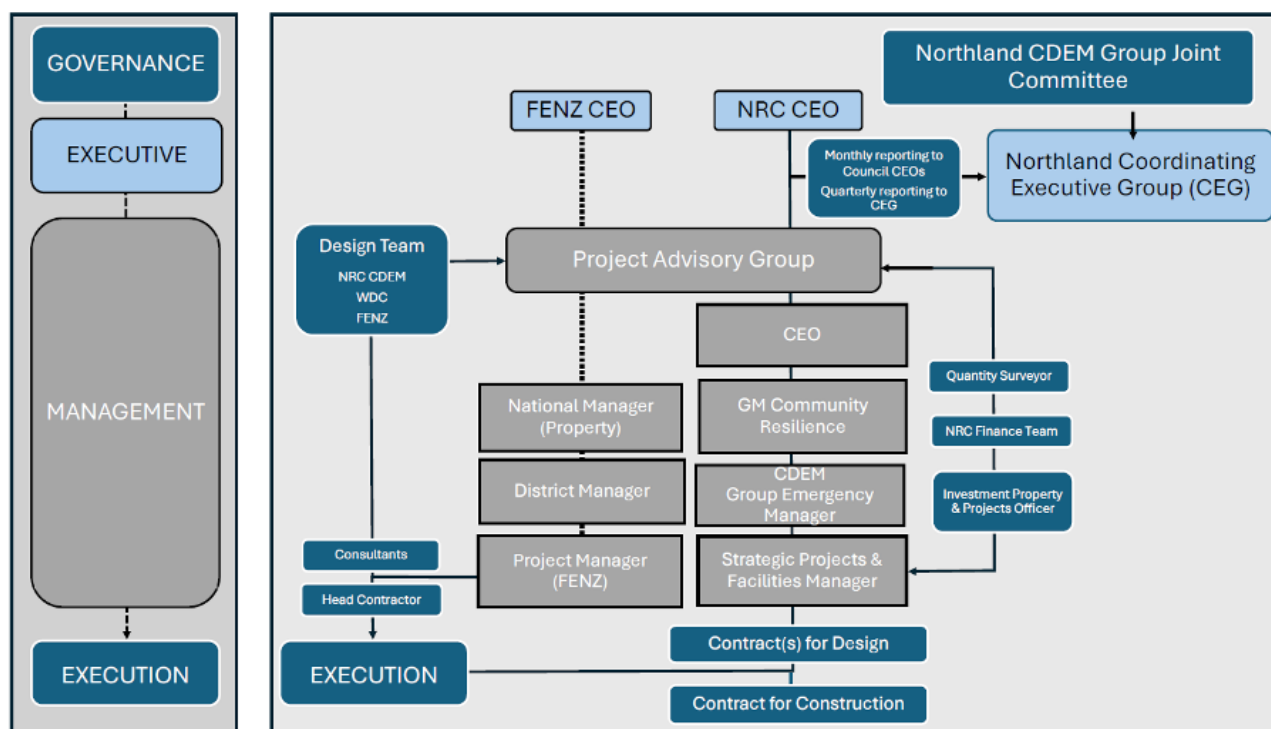 GOVERNANCE
EXECUTIVE
MANAGEMENT
EXECUTION
Northland CDEM Group Joint
Committee
FENZ CEO
NRC CEO
Monthly reporting to
Council CEOs
Quarterly reporting to
CEG
Northland Coordinating
Executive Group (CEG)
Design Team
NRC CDEM
WDC
FENZ
Project Advisory Group
CEO
National Manager
(Property)
GM Community
Resilience
District Manager
CDEM
Group Emergency
Manager
Project Manager
(FENZ)
Strategic Projects &
Facilities Manager
Quantity Surveyor
NRC Finance Team
Investment Property
& Projects Officer
Consultants
Head Contractor
EXECUTION
Contract(s) for Design
Contract for Construction